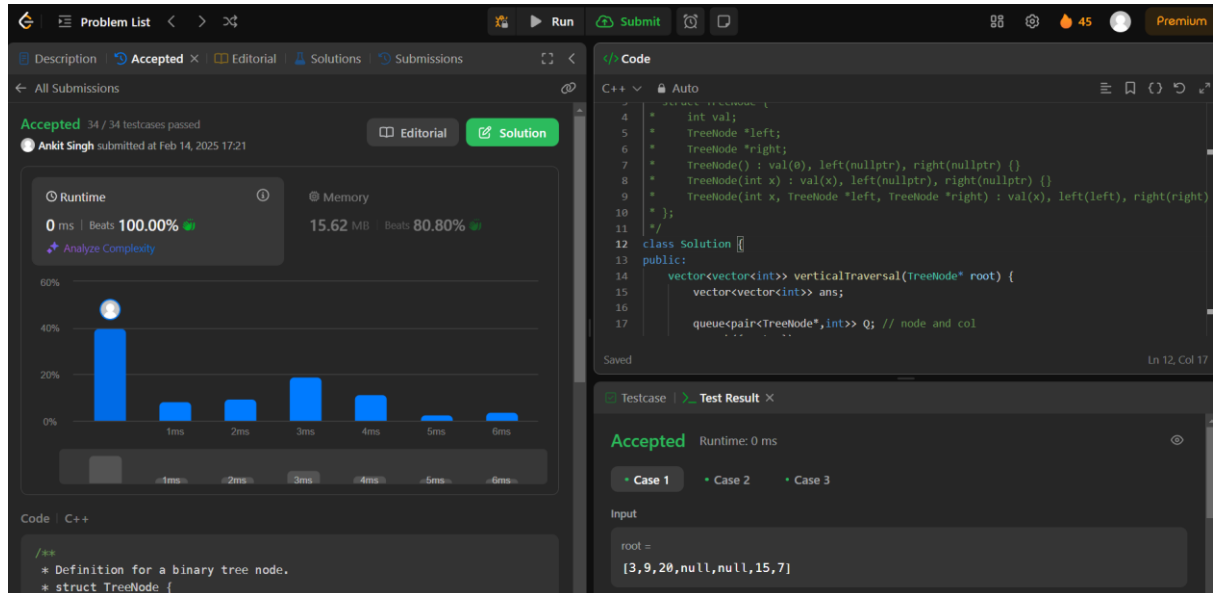 Problem List
Run
Submit
45
Premium
Description
Accepted
Editorial
Solutions
Submissions
All Submissions
Accepted 34 / 34 testcases passed
Ankit Singh submitted at Feb 14, 2025 17:21
Editorial
Solution
Runtime
0 ms | Beats 100.00%
Analyze Complexity
Memory
15.62 MB | Beats 80.80%
60%
40%
20%
0%
1ms 2ms 3ms 4ms 5ms 6ms
1ms 2ms 3ms 4ms 5ms 6ms
Code | C++
/**
* Definition for a binary tree node.
* struct TreeNode {
</> Code
C++ Auto
3 * struct TreeNode {
4 * int val;
5 * TreeNode *left;
6 * TreeNode *right;
7 * TreeNode() : val(0), left(nullptr), right(nullptr) {}
8 * TreeNode(int x) : val(x), left(nullptr), right(nullptr) {}
9 * TreeNode(int x, TreeNode *left, TreeNode *right) : val(x), left(left), right(right)
10 * };
11 */
12 class Solution {
13 public:
14 vector<vector<int>> verticalTraversal(TreeNode* root) {
15 vector<vector<int>> ans;
16
17 queue<pair<TreeNode*,int>> Q; // node and col
Saved
Ln 12, Col 17
Testcase
>_ Test Result
Accepted Runtime: 0 ms
• Case 1 • Case 2 • Case 3
Input
root =
[3,9,20,null,null,15,7]